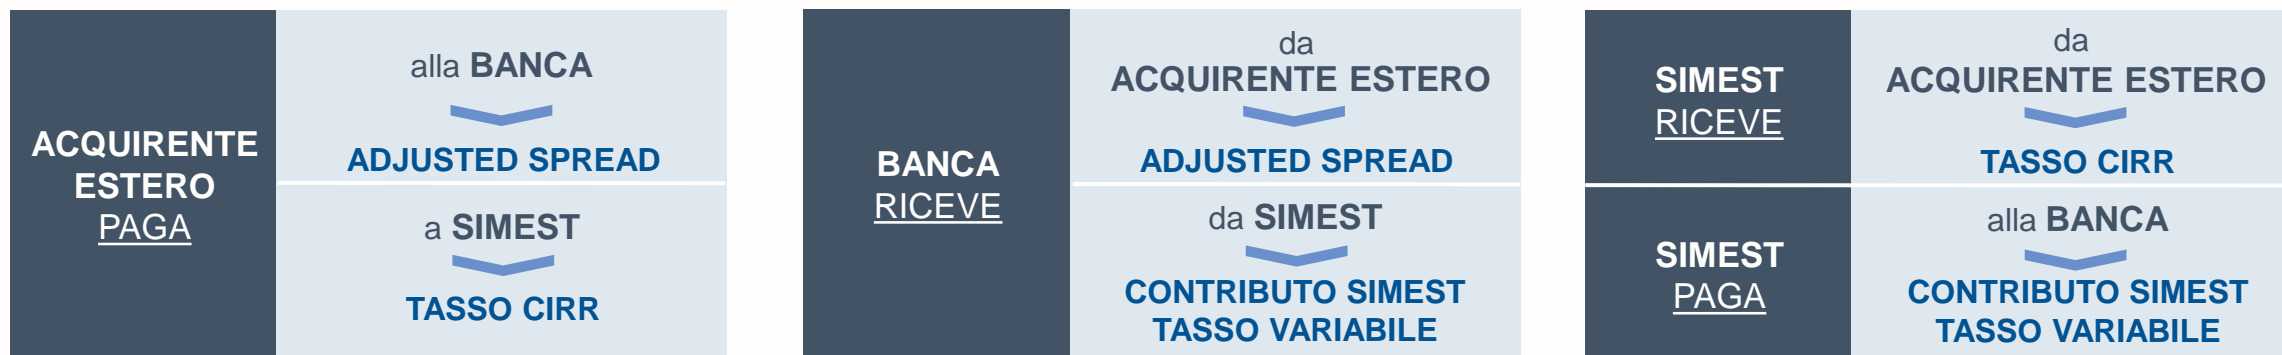 ACQUIRENTE
ESTERO
PAGA
alla BANCA
ADJUSTED SPREAD
a SIMEST
TASSO CIRR
BANCA
RICEVE
da
ACQUIRENTE ESTERO
ADJUSTED SPREAD
da SIMEST
CONTRIBUTO SIMEST
TASSO VARIABILE
SIMEST
RICEVE
da
ACQUIRENTE ESTERO
TASSO CIRR
SIMEST
PAGA
alla BANCA
CONTRIBUTO SIMEST
TASSO VARIABILE